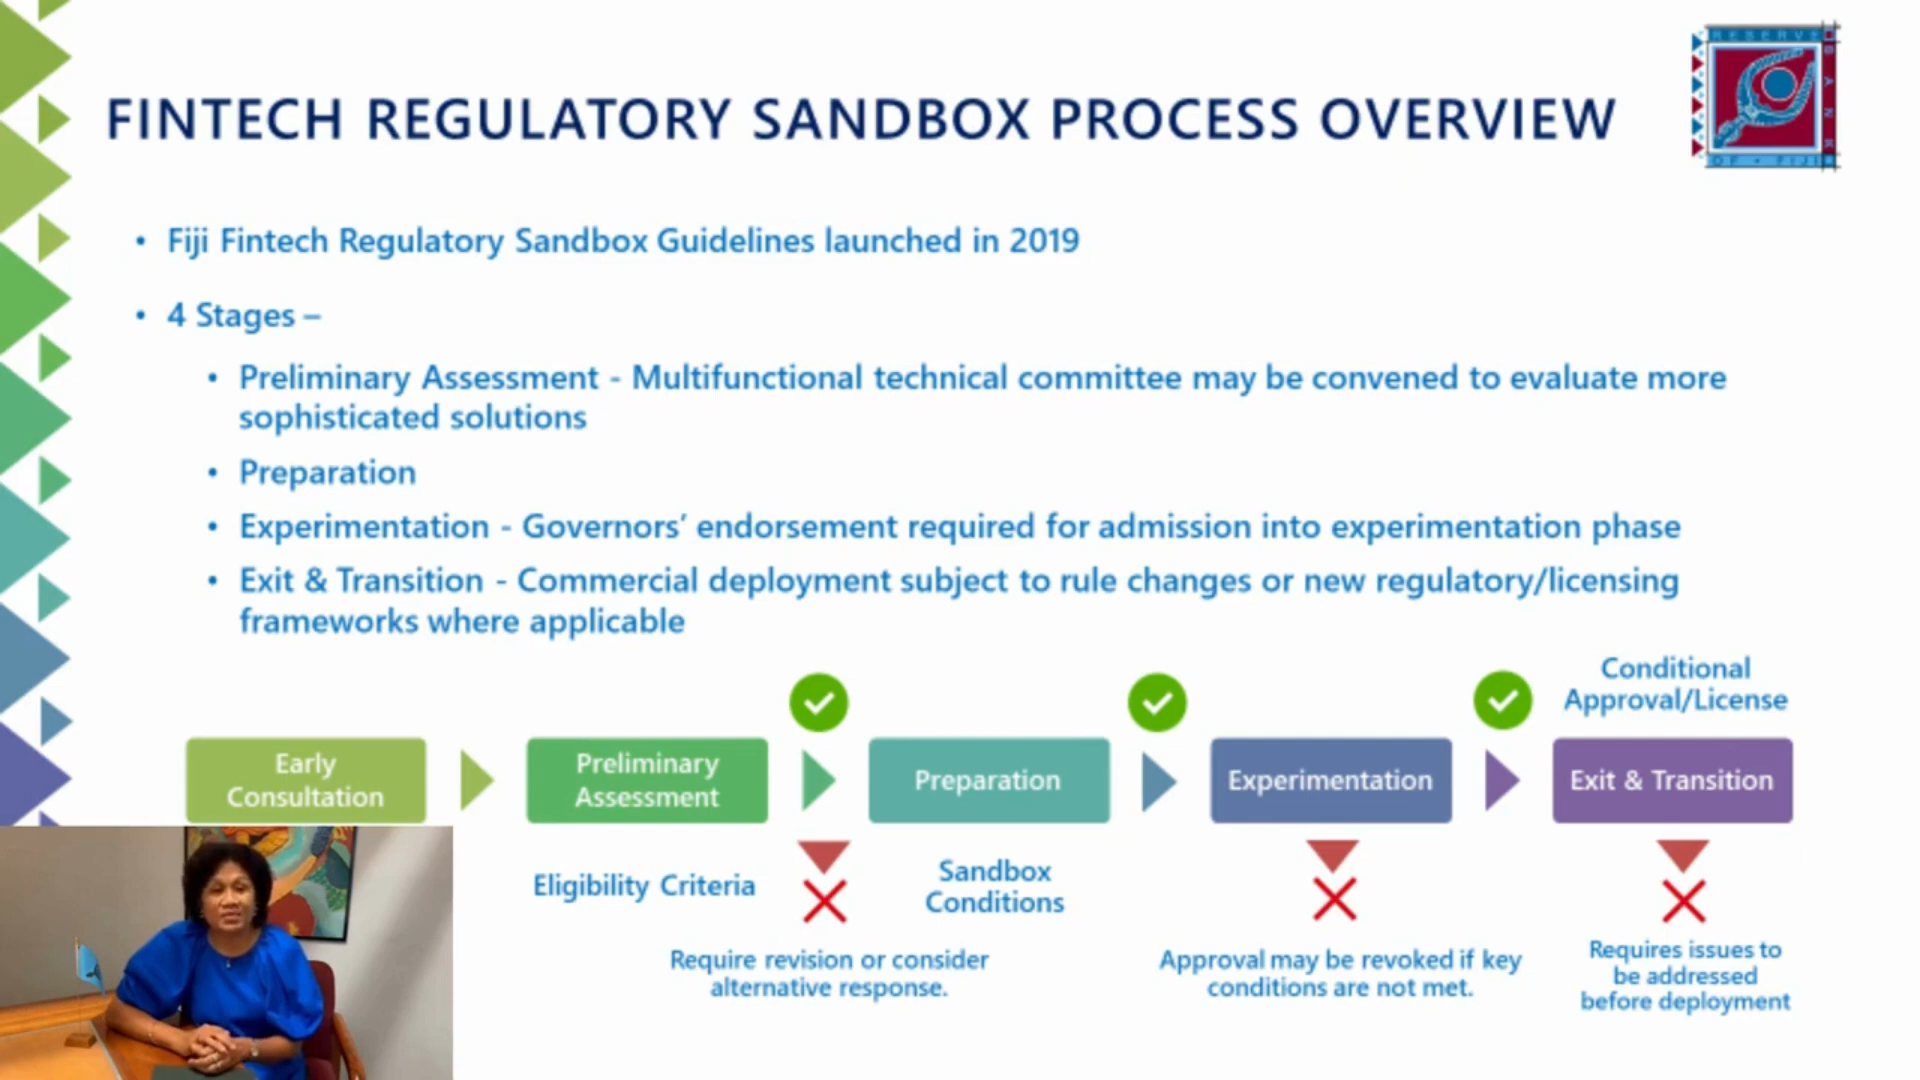 RESERVE
BANK
OF • FIJI
FINTECH REGULATORY SANDBOX PROCESS OVERVIEW
• Fiji Fintech Regulatory Sandbox Guidelines launched in 2019
• 4 Stages –
• Preliminary Assessment - Multifunctional technical committee may be convened to evaluate more
sophisticated solutions
• Preparation
• Experimentation - Governors’ endorsement required for admission into experimentation phase
• Exit & Transition - Commercial deployment subject to rule changes or new regulatory/licensing
frameworks where applicable
Conditional
Approval/License
Early
Consultation
Preliminary
Assessment
Preparation
Experimentation
Exit & Transition
Eligibility Criteria
Sandbox
Conditions
Require revision or consider
alternative response.
Approval may be revoked if key
conditions are not met.
Requires issues to
be addressed
before deployment